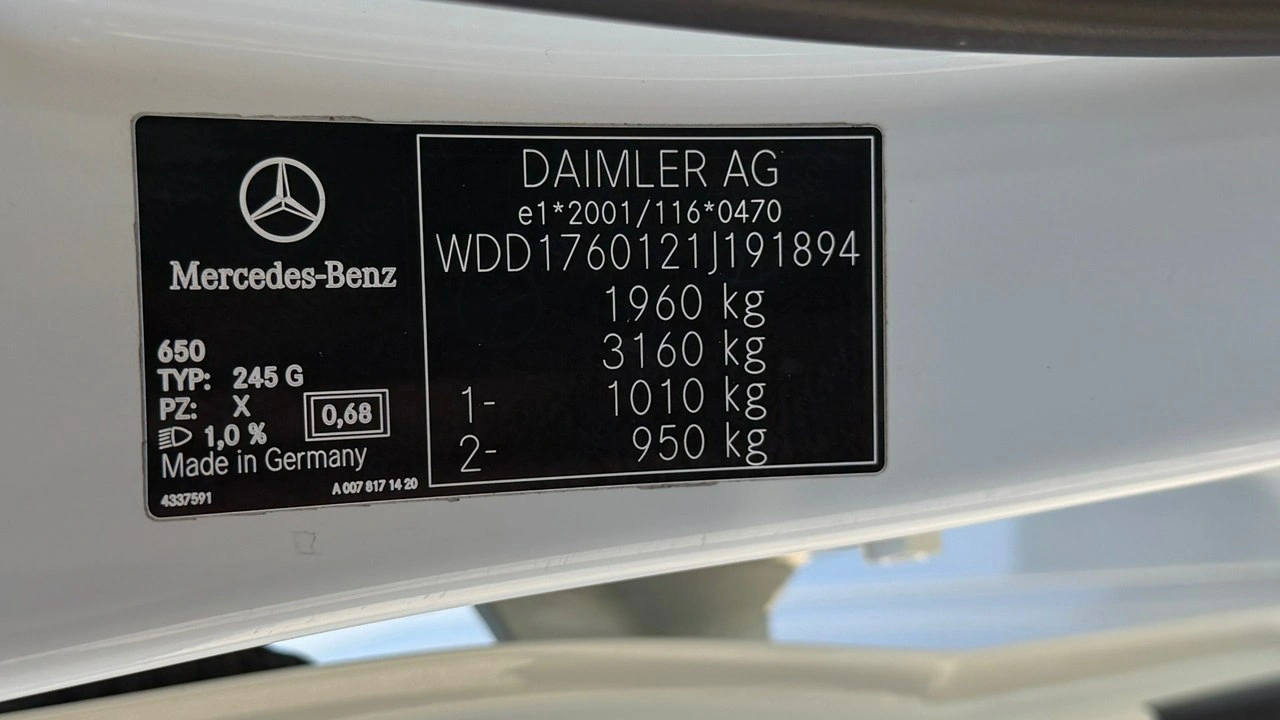 Mercedes-Benz
650
TYP: 245 G
PZ: X
0,68
1,0 %
Made in Germany
4337591
A 007 817 14 20
DAIMLER AG
e1*2001/116*0470
WDD1760121J191894
1960 kg
3160 kg
1- 1010 kg
2- 950 kg